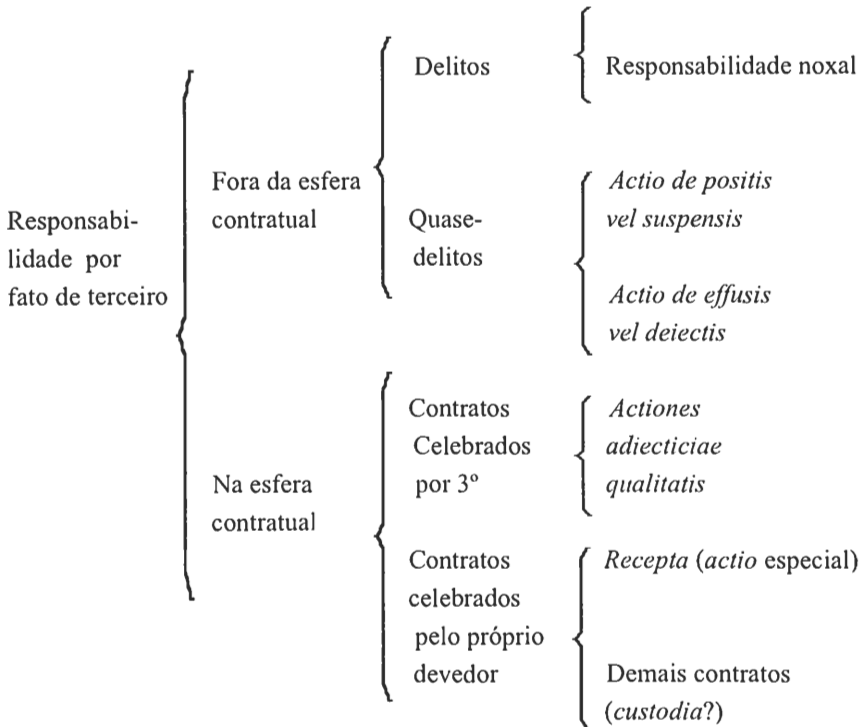 Responsabi-
lidade por
fato de terceiro
Fora da esfera
contratual
Delitos
Responsabilidade noxal
Quase-
delitos
Actio de positis
vel suspensis
Actio de effusis
vel deiectis
Na esfera
contratual
Contratos
Celebrados
por 3º
Actiones
adiecticiae
qualitatis
Contratos
celebrados
pelo próprio
devedor
Recepta (actio especial)
Demais contratos
(custodia?)